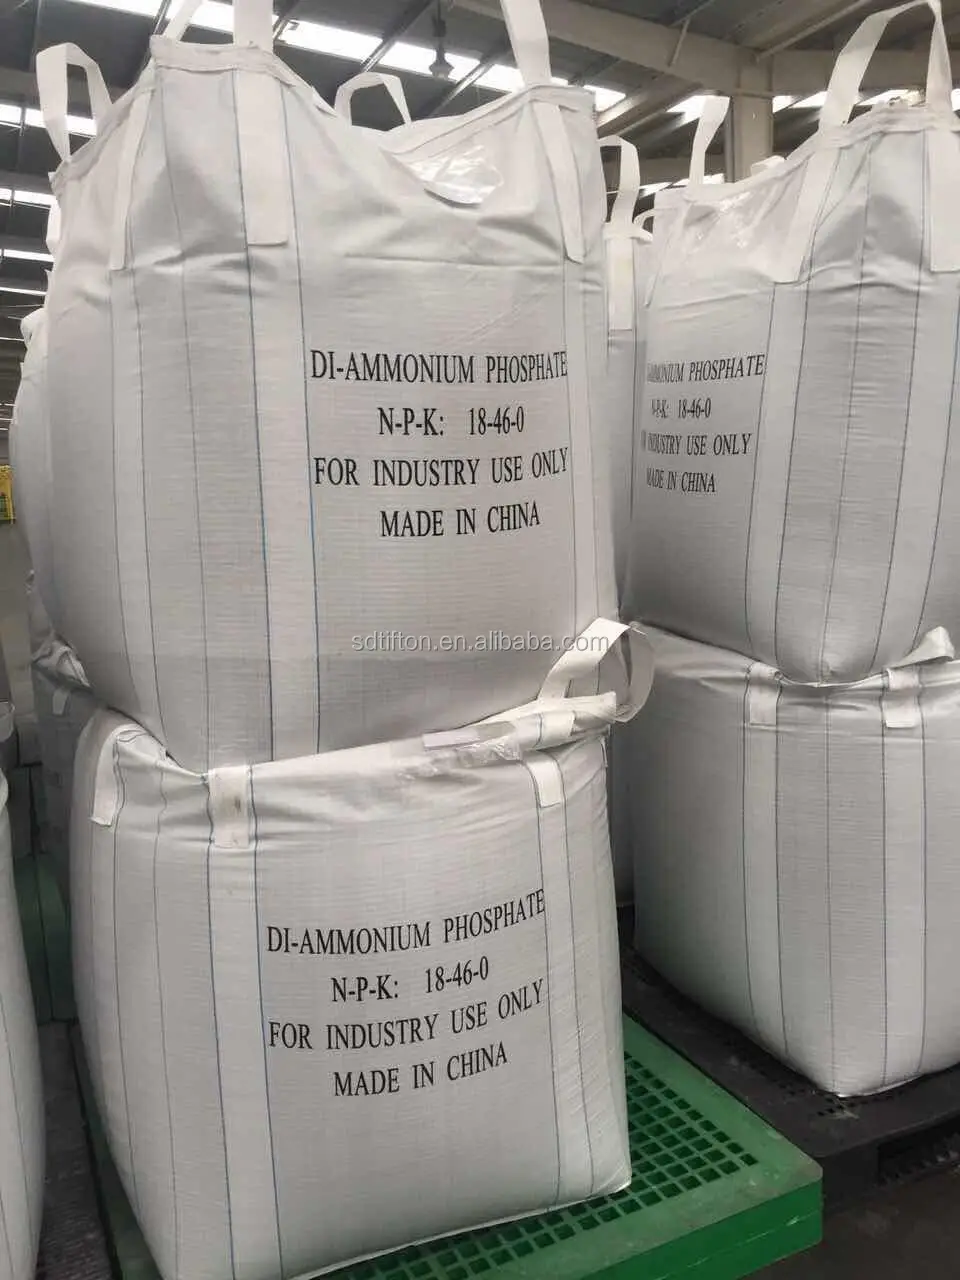 DI-AMMONIUM PHOSPHATE
N-P-K: 18-46-0
FOR INDUSTRY USE ONLY
MADE IN CHINA
PHOSPHATE
N-P-K: 18-46-0
INDUSTRY USE ONLY
MADE IN CHINA
sdtifton.en.alibaba.com
DI-AMMONIUM PHOSPHATE
N-P-K: 18-46-0
FOR INDUSTRY USE ONLY
MADE IN CHINA